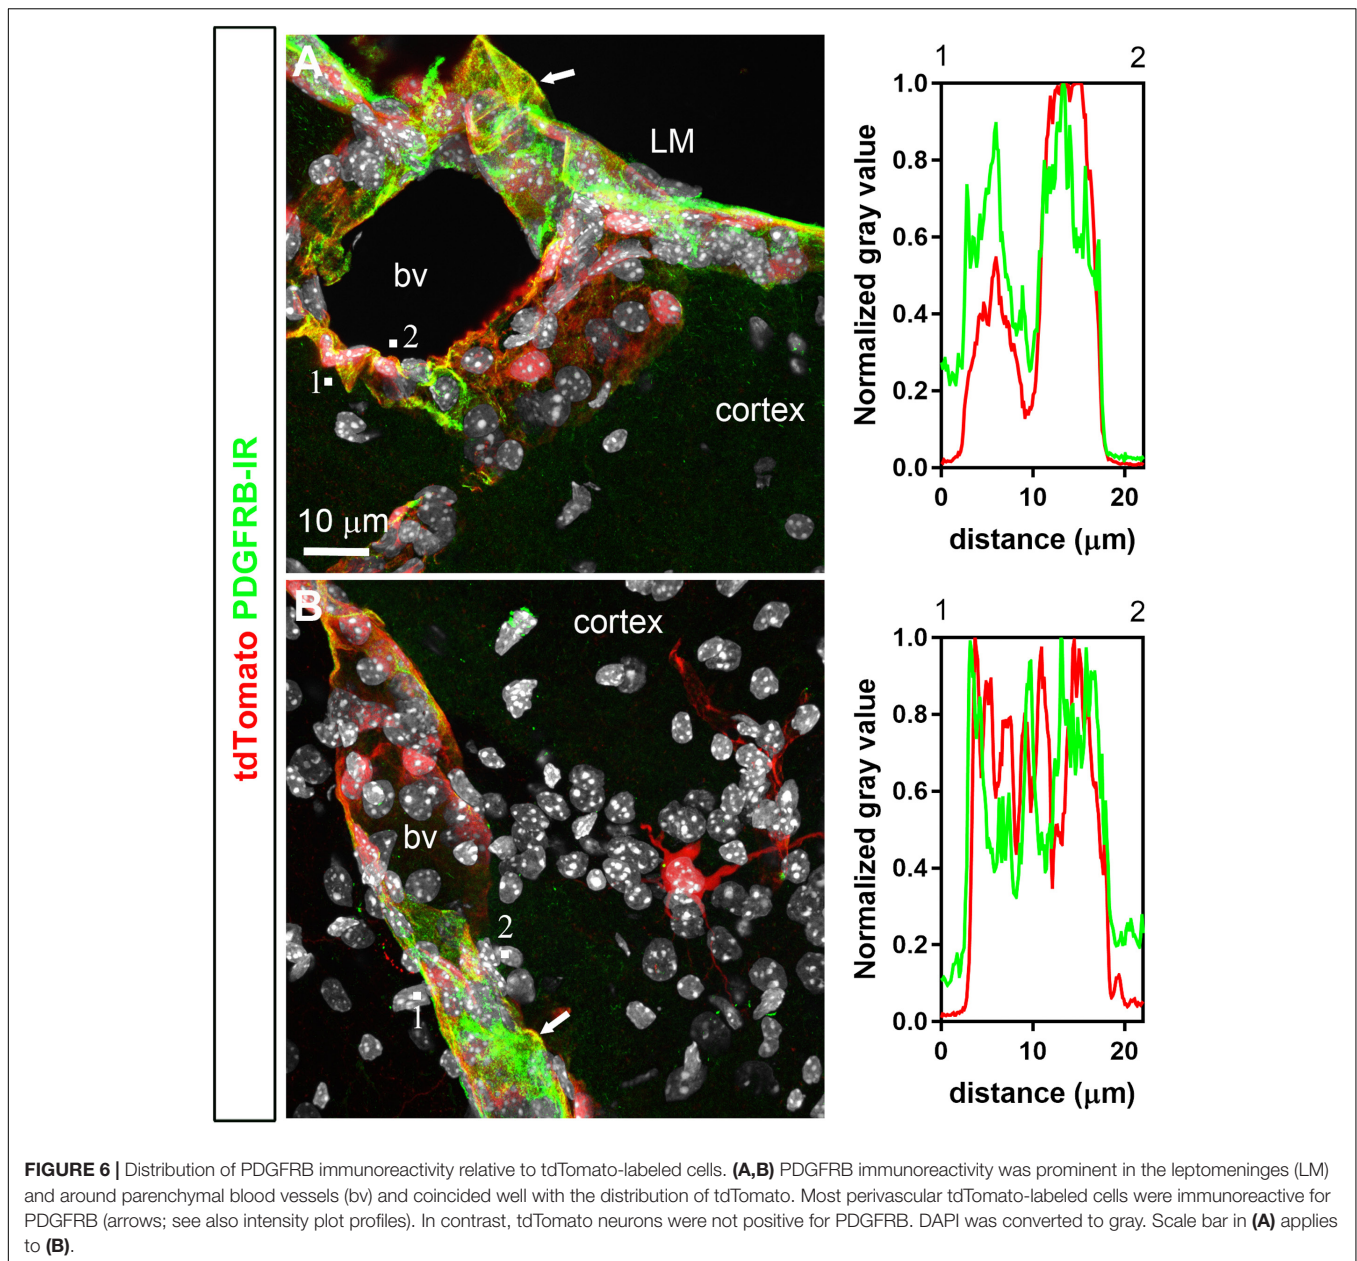 tdTomato PDGFRB-IR
A
LM
bv
2
1
cortex
10 μm
1 2
1.0
0.8
0.6
0.4
0.2
0.0
0 10 20
Normalized gray value
distance (μm)
B
cortex
bv
2
1
1 2
1.0
0.8
0.6
0.4
0.2
0.0
0 10 20
Normalized gray value
distance (μm)
FIGURE 6 | Distribution of PDGFRB immunoreactivity relative to tdTomato-labeled cells. (A,B) PDGFRB immunoreactivity was prominent in the leptomeninges (LM)
and around parenchymal blood vessels (bv) and coincided well with the distribution of tdTomato. Most perivascular tdTomato-labeled cells were immunoreactive for
PDGFRB (arrows; see also intensity plot profiles). In contrast, tdTomato neurons were not positive for PDGFRB. DAPI was converted to gray. Scale bar in (A) applies
to (B).